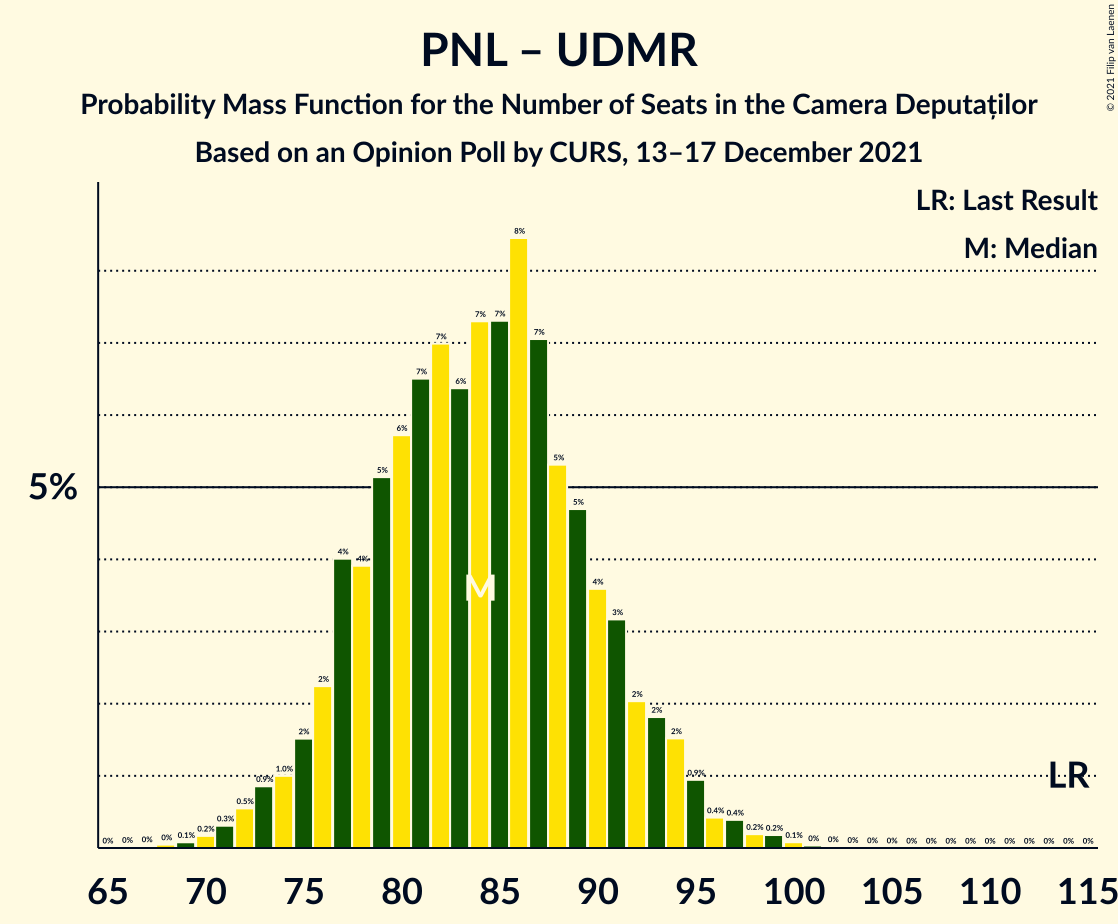 PNL – UDMR
Probability Mass Function for the Number of Seats in the Camera Deputaților
Based on an Opinion Poll by CURS, 13–17 December 2021
© 2021 Filip van Laenen
LR: Last Result
M: Median
8%
7% 7%
7% 7%
7% 6%
6%
5% 5%
5%
5%
4% 4% 4%
M
3%
2% 2% 2%
2% 2%
1.0% 0.9% 0.9%
LR
0.5% 0.4% 0.4%
0.3% 0.2% 0.2% 0.2%
0% 0% 0% 0% 0.1% 0.1% 0% 0% 0% 0% 0% 0% 0% 0% 0% 0% 0% 0% 0% 0% 0%
65 70 75 80 85 90 95 100 105 110 115